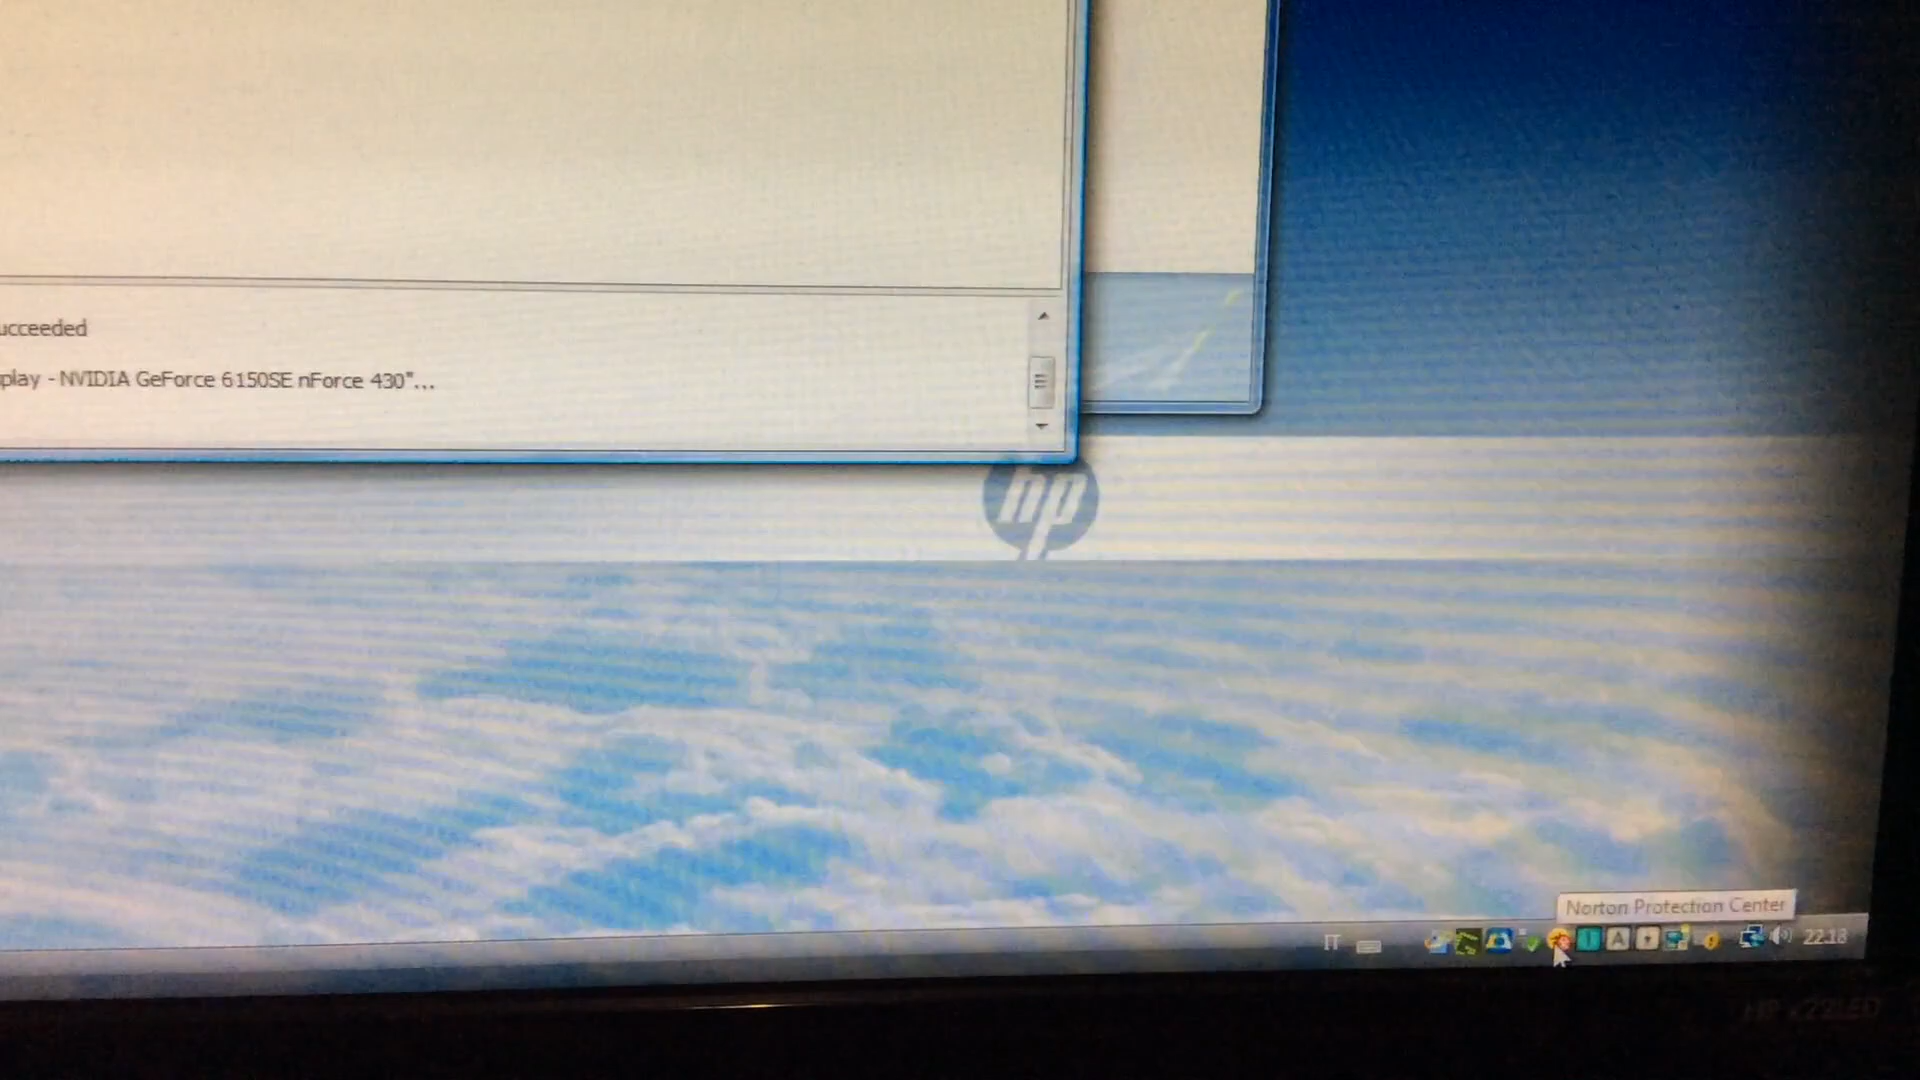 ucceeded
play - NVIDIA GeForce 6150SE nForce 430"...
hp
Norton Protection Center
IT
A
22.18